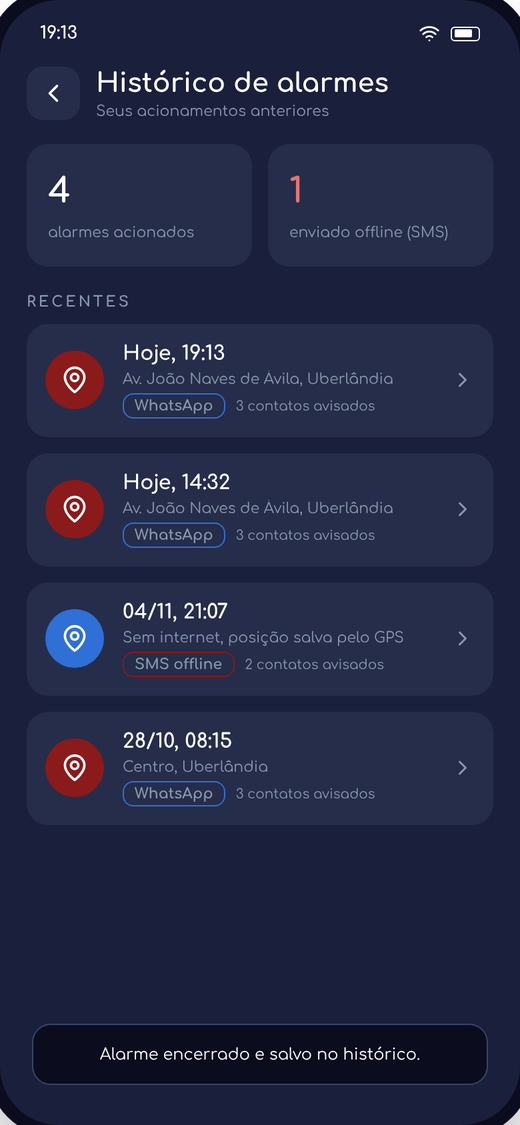 19:13
Histórico de alarmes
Seus acionamentos anteriores
4
alarmes acionados
1
enviado offline (SMS)
RECENTES
Hoje, 19:13
Av. João Naves de Ávila, Uberlândia
WhatsApp 3 contatos avisados
Hoje, 14:32
Av. João Naves de Ávila, Uberlândia
WhatsApp 3 contatos avisados
04/11, 21:07
Sem internet, posição salva pelo GPS
SMS offline 2 contatos avisados
28/10, 08:15
Centro, Uberlândia
WhatsApp 3 contatos avisados
Alarme encerrado e salvo no histórico.